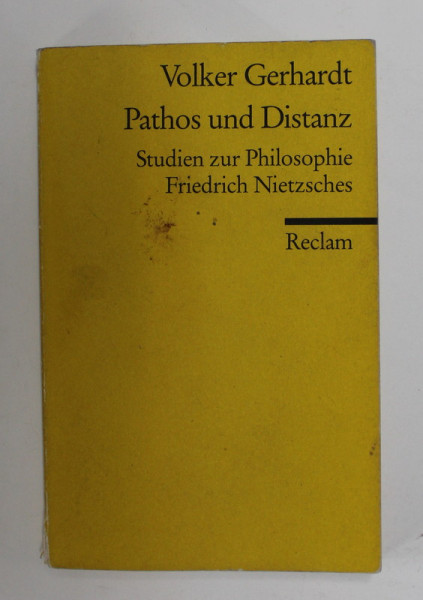 Volker Gerhardt
Pathos und Distanz
Studien zur Philosophie
Friedrich Nietzsches
Reclam